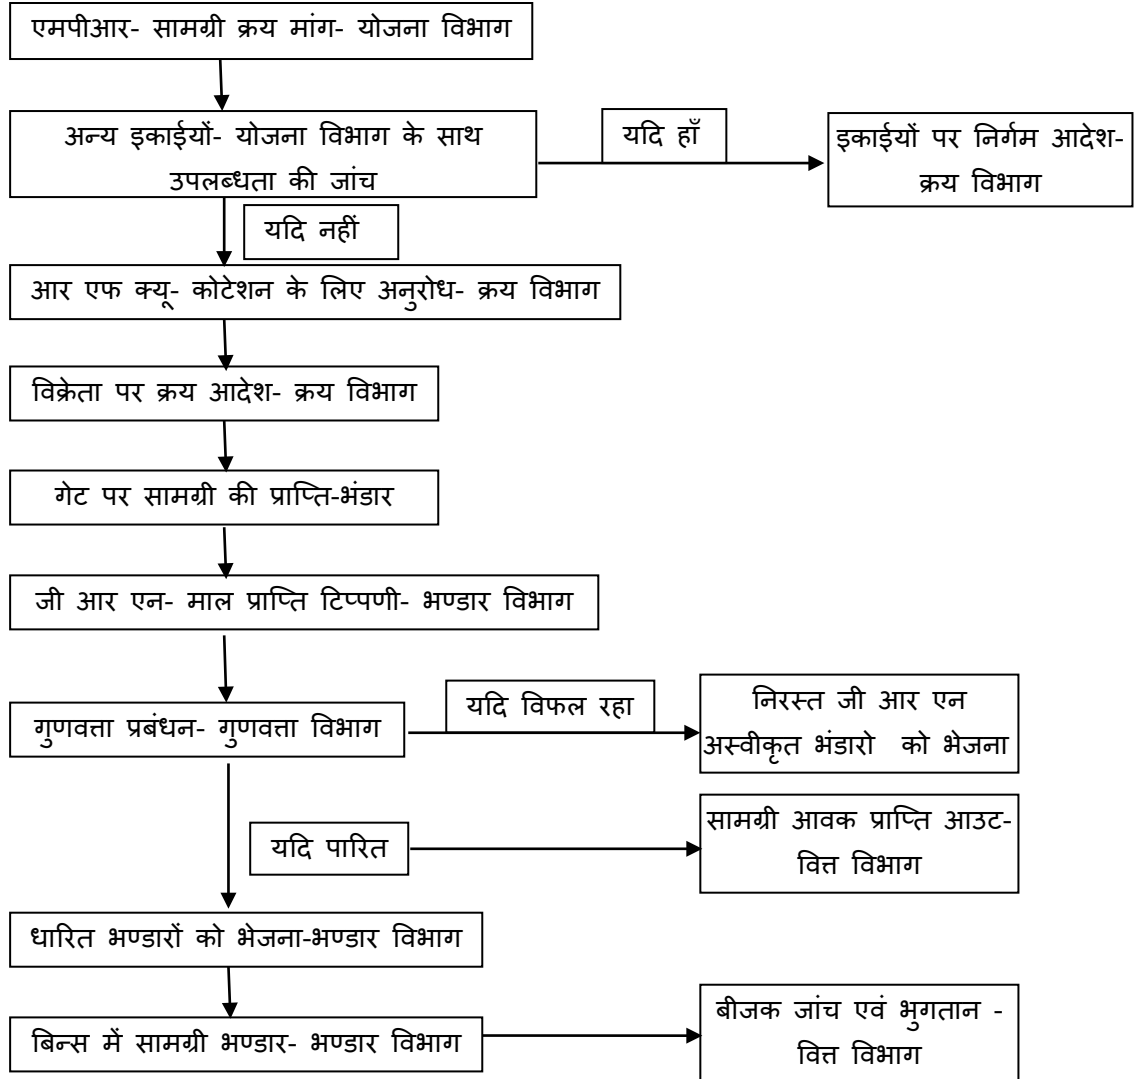 एमपीआर- सामग्री क्रय मांग- योजना विभाग
अन्य इकाईयों- योजना विभाग के साथ
उपलब्धता की जांच
यदि हाँ
इकाईयों पर निर्गम आदेश-
क्रय विभाग
यदि नहीं
आर एफ क्यू- कोटेशन के लिए अनुरोध- क्रय विभाग
विक्रेता पर क्रय आदेश- क्रय विभाग
गेट पर सामग्री की प्राप्ति-भंडार
जी आर एन- माल प्राप्ति टिप्पणी- भण्डार विभाग
गुणवत्ता प्रबंधन- गुणवत्ता विभाग
यदि विफल रहा
निरस्त जी आर एन
अस्वीकृत भंडारो को भेजना
यदि पारित
सामग्री आवक प्राप्ति आउट-
वित्त विभाग
धारित भण्डारों को भेजना-भण्डार विभाग
बिन्स में सामग्री भण्डार- भण्डार विभाग
बीजक जांच एवं भुगतान -
वित्त विभाग